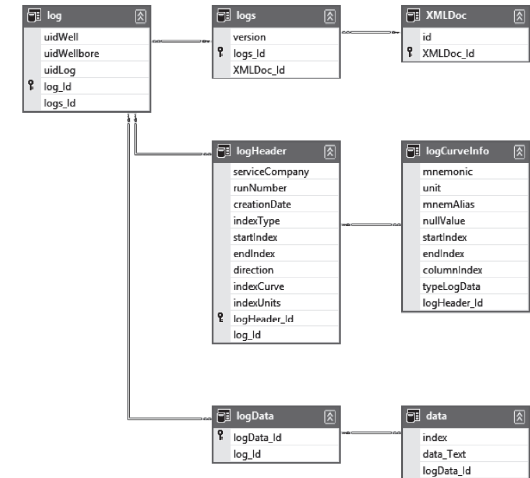 log
uidWell
uidWellbore
uidLog
log_Id
logs_Id
logs
version
logs_Id
XMLDoc_Id
XMLDoc
id
XMLDoc_Id
logHeader
serviceCompany
runNumber
creationDate
indexType
startIndex
endIndex
direction
indexCurve
indexUnits
logHeader_Id
log_Id
logCurveInfo
mnemonic
unit
mnemAlias
nullValue
startIndex
endIndex
columnIndex
typeLogData
logHeader_Id
logData
logData_Id
log_Id
data
index
data_Text
logData_Id